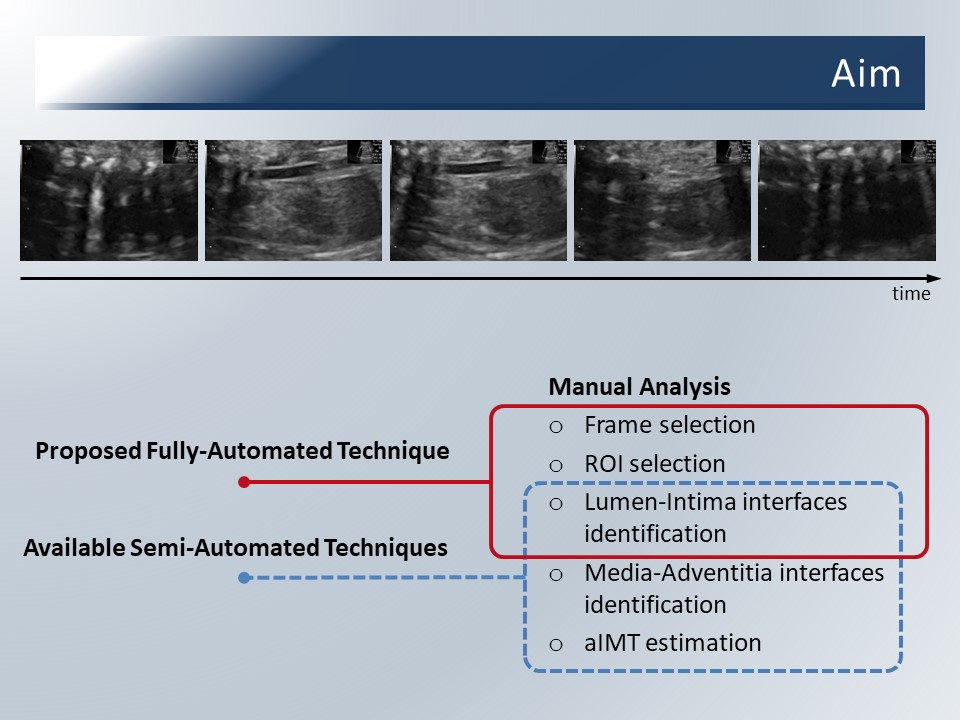 Aim
time
Manual Analysis
o Frame selection
o ROI selection
o Lumen-Intima interfaces
identification
o Media-Adventitia interfaces
identification
o aIMT estimation
Proposed Fully-Automated Technique
Available Semi-Automated Techniques